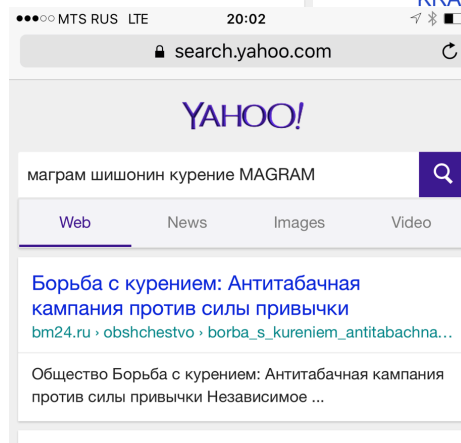 MTS RUS LTE 20:02
search.yahoo.com
YAHOO!
маграм шишонин курение MAGRAM
Web News Images Video
Борьба с курением: Антитабачная
кампания против силы привычки
bm24.ru › obshchestvo › borba_s_kureniem_antitabachna...
Общество Борьба с курением: Антитабачная кампания
против силы привычки Независимое ...